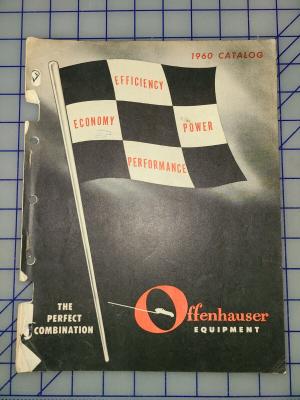 1960 CATALOG
EFFICIENCY
ECONOMY
POWER
PERFORMANCE
THE
PERFECT
COMBINATION
Offenhauser
EQUIPMENT